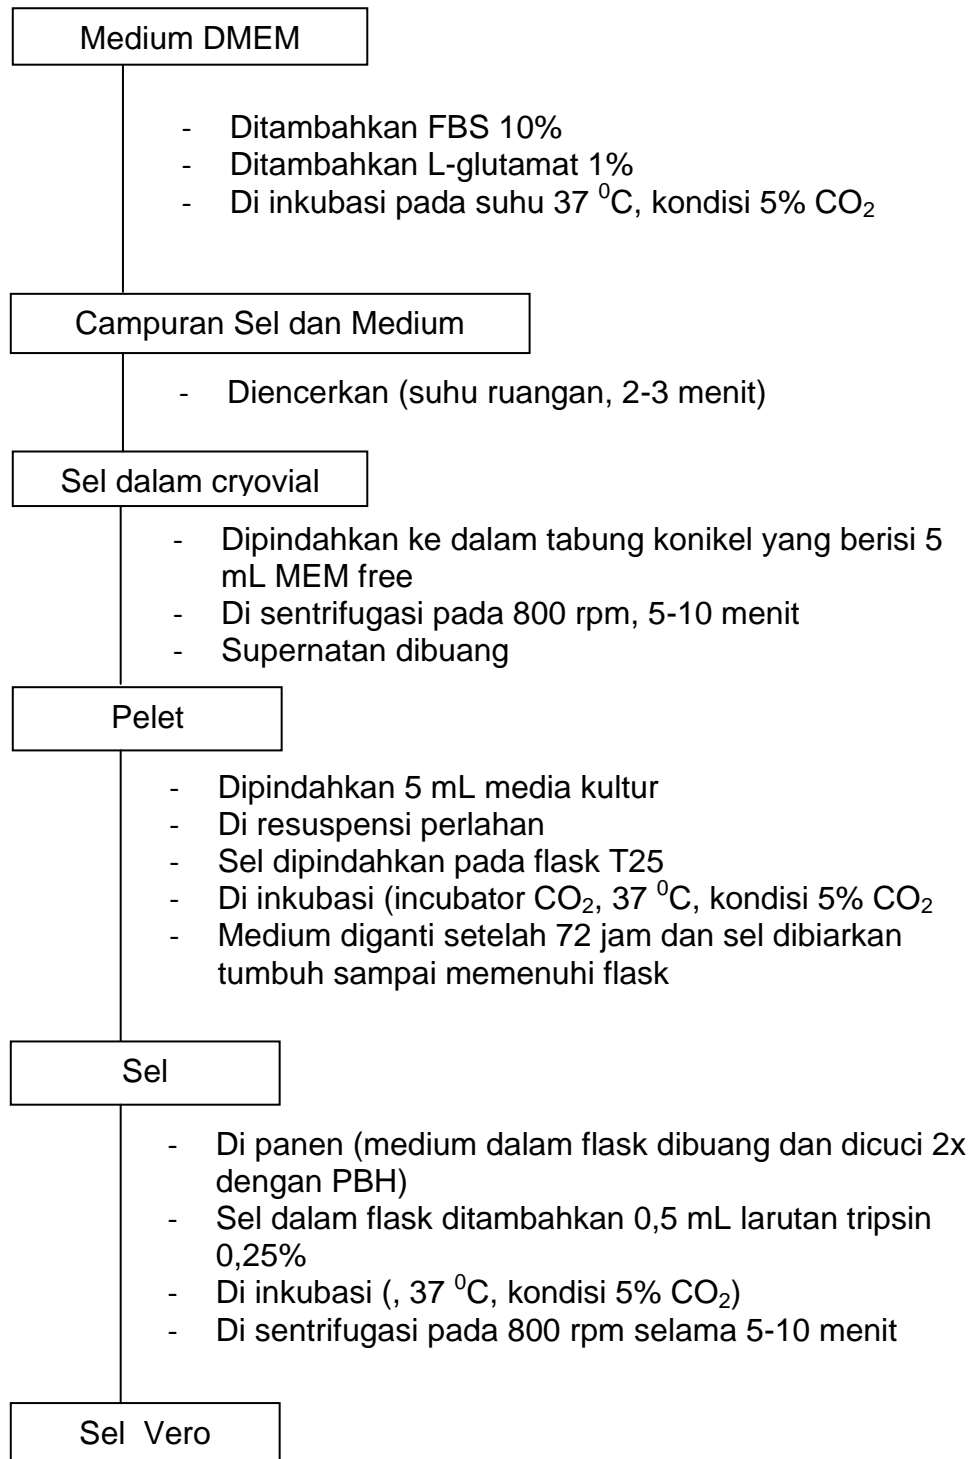 Medium DMEM
- Ditambahkan FBS 10%
- Ditambahkan L-glutamat 1%
- Di inkubasi pada suhu 37 ⁰C, kondisi 5% CO₂
Campuran Sel dan Medium
- Diencerkan (suhu ruangan, 2-3 menit)
Sel dalam cryovial
- Dipindahkan ke dalam tabung konikel yang berisi 5
mL MEM free
- Di sentrifugasi pada 800 rpm, 5-10 menit
- Supernatan dibuang
Pelet
- Dipindahkan 5 mL media kultur
- Di resuspensi perlahan
- Sel dipindahkan pada flask T25
- Di inkubasi (incubator CO₂, 37 ⁰C, kondisi 5% CO₂
- Medium diganti setelah 72 jam dan sel dibiarkan
tumbuh sampai memenuhi flask
Sel
- Di panen (medium dalam flask dibuang dan dicuci 2x
dengan PBH)
- Sel dalam flask ditambahkan 0,5 mL larutan tripsin
0,25%
- Di inkubasi (, 37 ⁰C, kondisi 5% CO₂)
- Di sentrifugasi pada 800 rpm selama 5-10 menit
Sel Vero